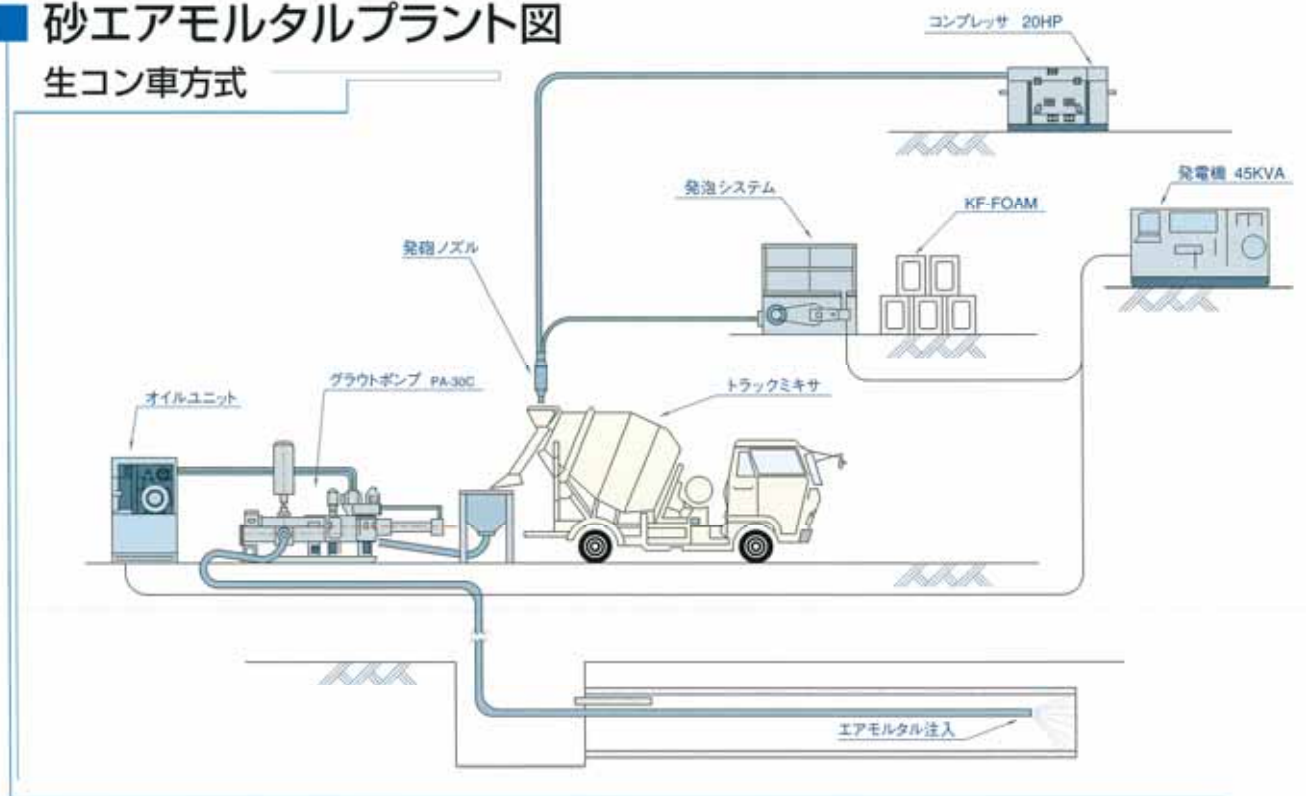 砂エアモルタルプラント図
生コン車方式
コンプレッサ 20HP
発電機 45KVA
発泡システム
KF-FOAM
発砲ノズル
グラウトポンプ PA-30C
トラックミキサ
オイルユニット
エアモルタル注入